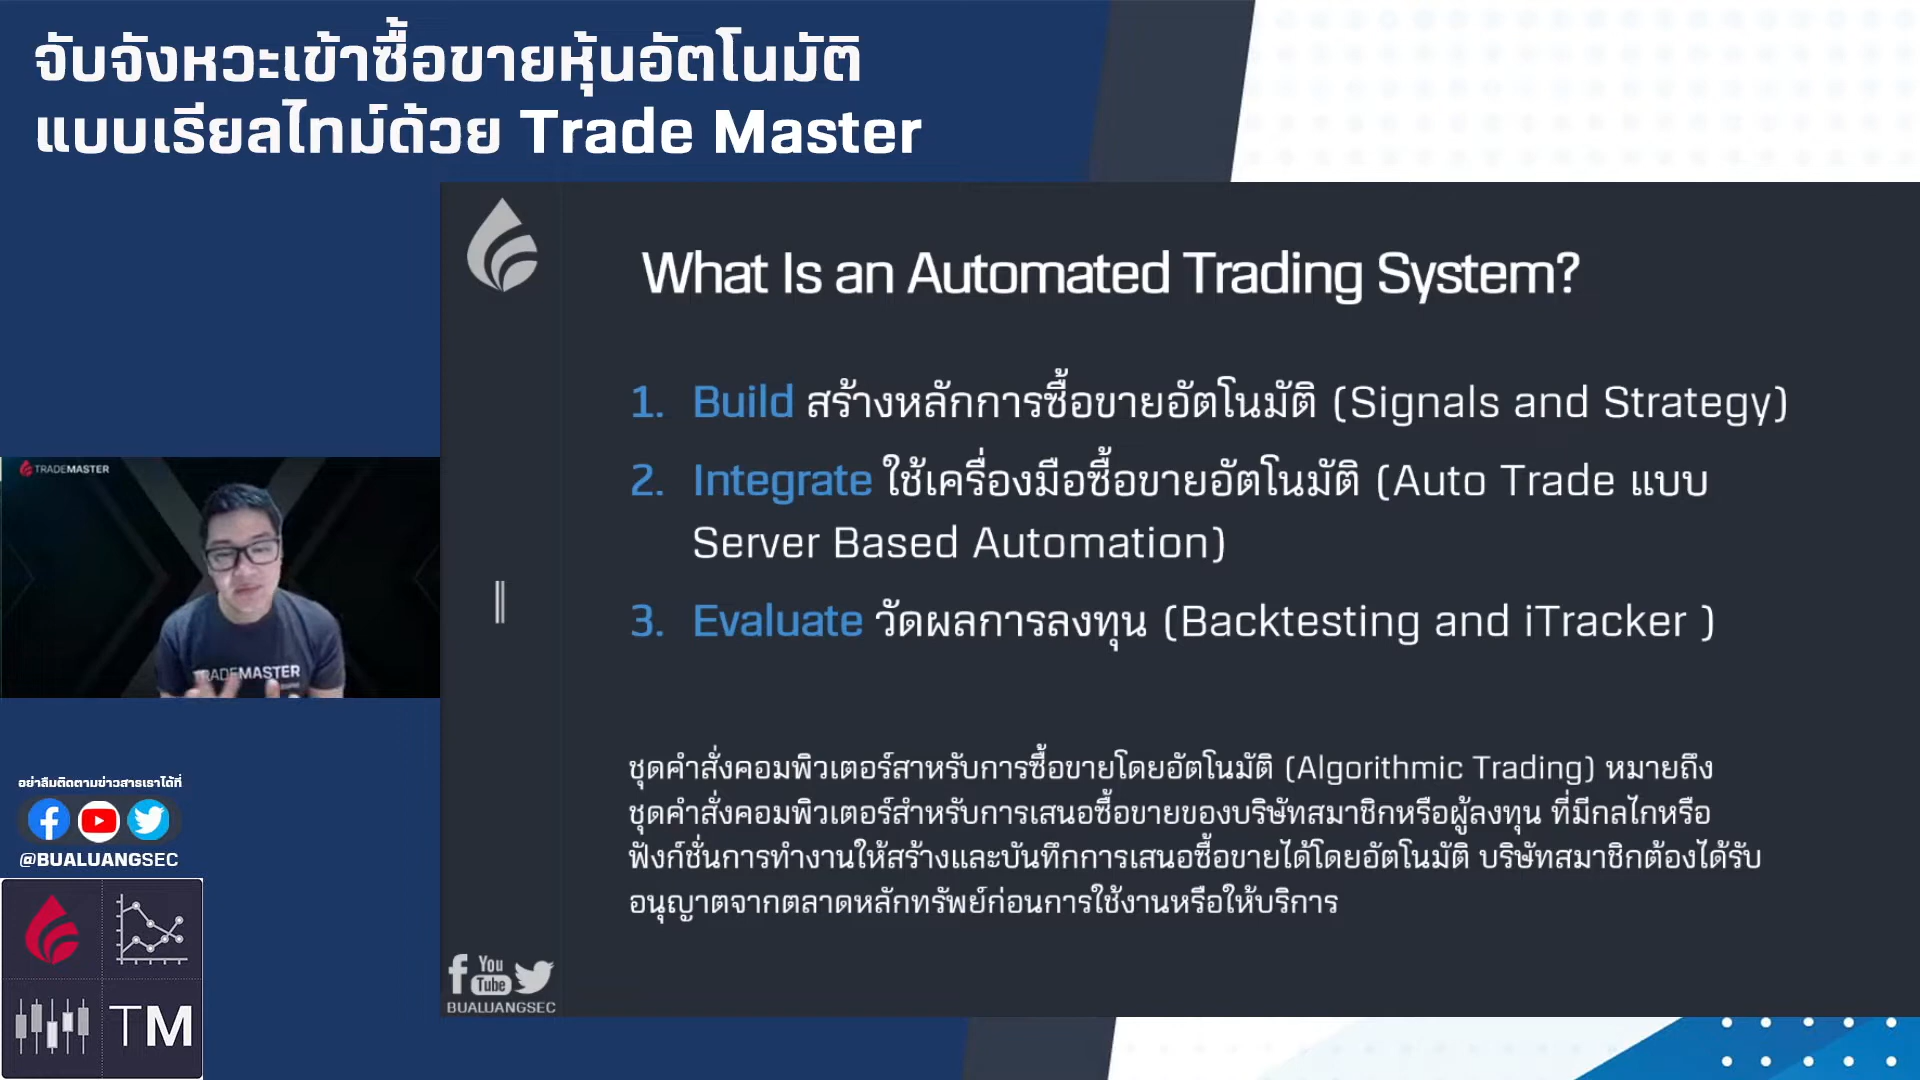 จับจังหวะเข้าซื้อขายหุ้นอัตโนมัติ
แบบเรียลไทม์ด้วย Trade Master
What Is an Automated Trading System?
1. Build สร้างหลักการซื้อขายอัตโนมัติ (Signals and Strategy)
2. Integrate ใช้เครื่องมือซื้อขายอัตโนมัติ (Auto Trade แบบ
Server Based Automation)
3. Evaluate วัดผลการลงทุน (Backtesting and iTracker )
ชุดคำสั่งคอมพิวเตอร์สาหรับการซื้อขายโดยอัตโนมัติ (Algorithmic Trading) หมายถึง
ชุดคำสั่งคอมพิวเตอร์สำหรับการเสนอซื้อขายของบริษัทสมาชิกหรือผู้ลงทุน ที่มีกลไกหรือ
ฟังก์ชั่นการทำงานให้สร้างและบันทึกการเสนอซื้อขายได้โดยอัตโนมัติ บริษัทสมาชิกต้องได้รับ
อนุญาตจากตลาดหลักทรัพย์ก่อนการใช้งานหรือให้บริการ
TRADEMASTER
TRADEMASTER
อย่าลืมติดตามข่าวสารเราได้ที่
@BUALUANGSEC
TM
You
Tube
BUALUANGSEC